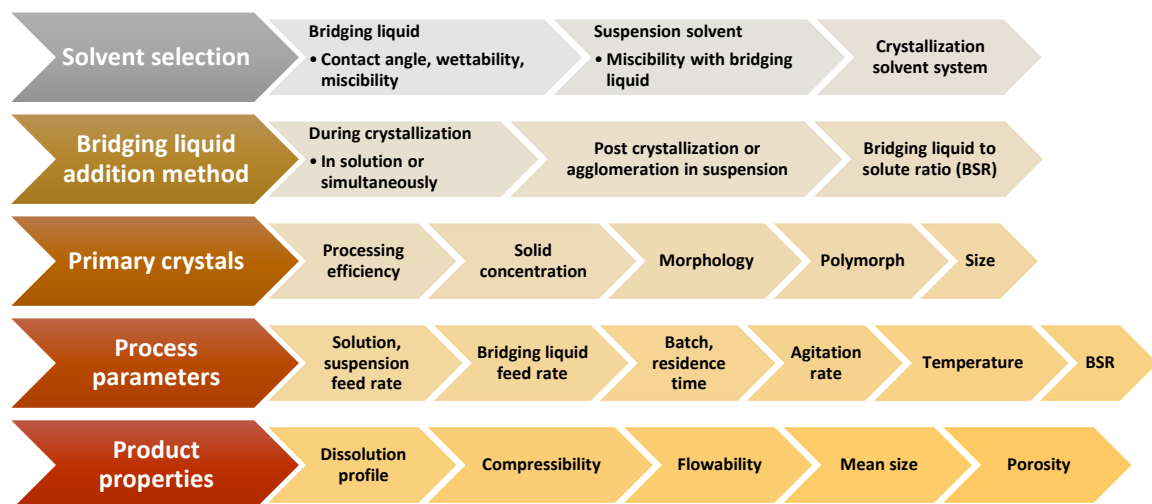 Solvent selection
Bridging liquid
• Contact angle, wettability,
miscibility
Suspension solvent
• Miscibility with bridging
liquid
Crystallization
solvent system
Bridging liquid
addition method
During crystallization
• In solution or
simultaneously
Post crystallization or
agglomeration in suspension
Bridging liquid to
solute ratio (BSR)
Primary crystals
Processing
efficiency
Solid
concentration
Morphology
Polymorph
Size
Process
parameters
Solution,
suspension
feed rate
Bridging liquid
feed rate
Batch,
residence
time
Agitation
rate
Temperature
BSR
Product
properties
Dissolution
profile
Compressibility
Flowability
Mean size
Porosity